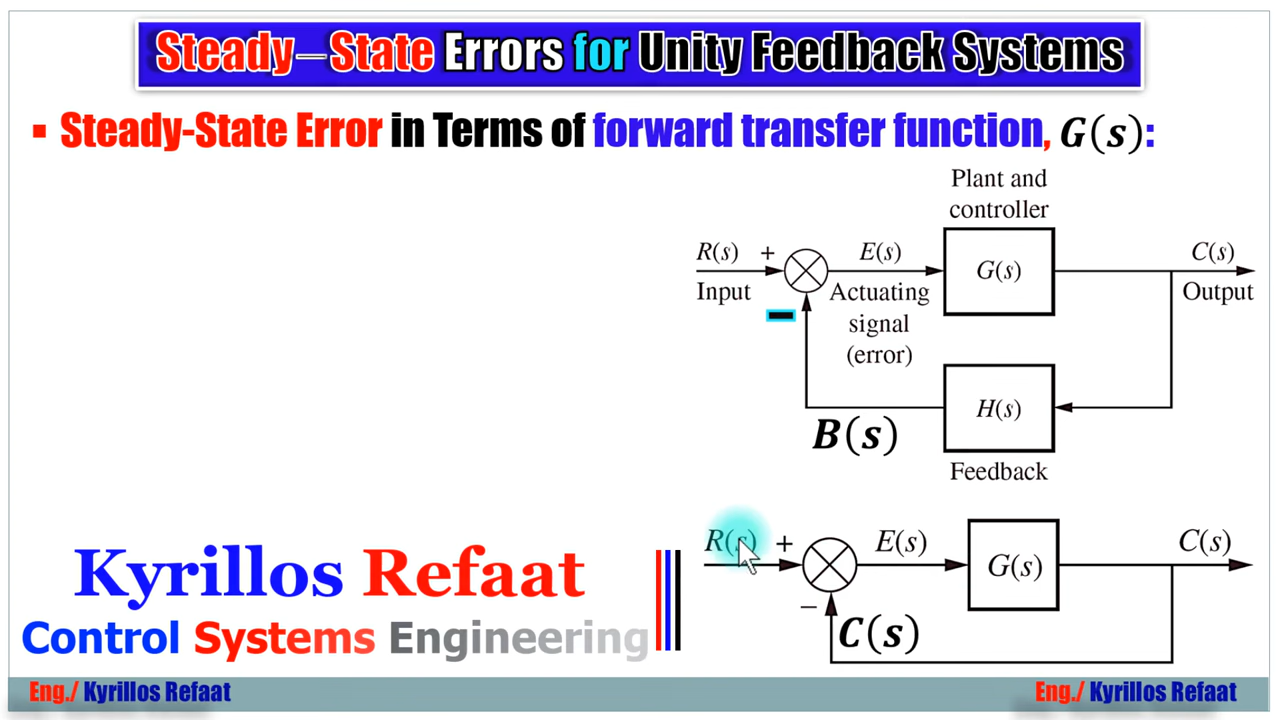 Steady–State Errors for Unity Feedback Systems
▪ Steady-State Error in Terms of forward transfer function, G(s):
Plant and
controller
R(s) +
E(s)
G(s)
C(s)
Input
Actuating
signal
(error)
Output
−
H(s)
B(s)
Feedback
R(s) +
E(s)
G(s)
C(s)
−
C(s)
Kyrillos Refaat
Control Systems Engineering
Eng./ Kyrillos Refaat
Eng./ Kyrillos Refaat